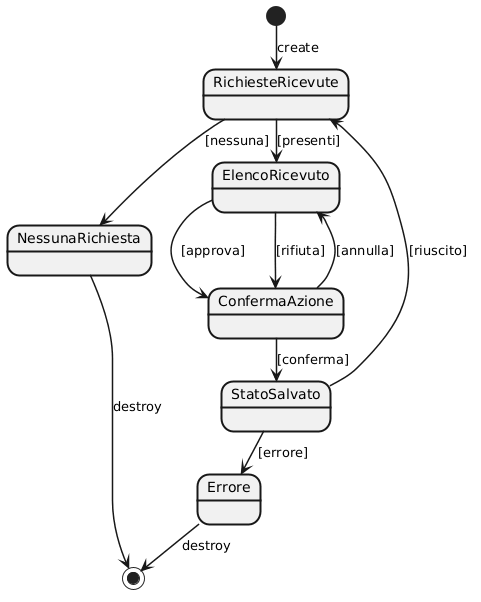 create
RichiesteRicevute
[nessuna]
[presenti]
ElencoRicevuto
NessunaRichiesta
[approva]
[rifiuta]
[annulla]
[riuscito]
ConfermaAzione
[conferma]
StatoSalvato
destroy
[errore]
Errore
destroy